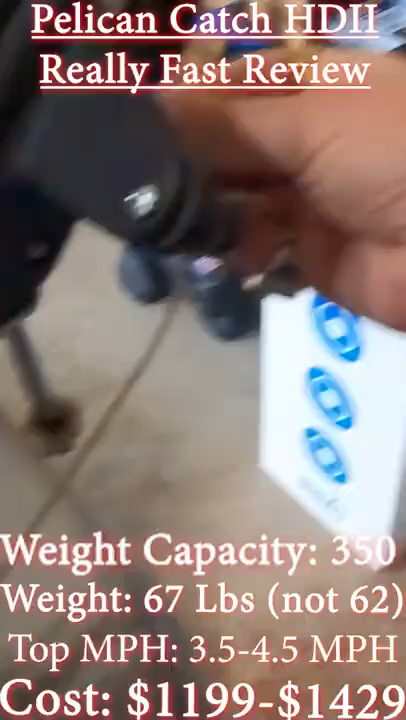 Pelican Catch HDII
Really Fast Review
Weight Capacity: 350
Weight: 67 Lbs (not 62)
Top MPH: 3.5-4.5 MPH
Cost: $1199-$1429